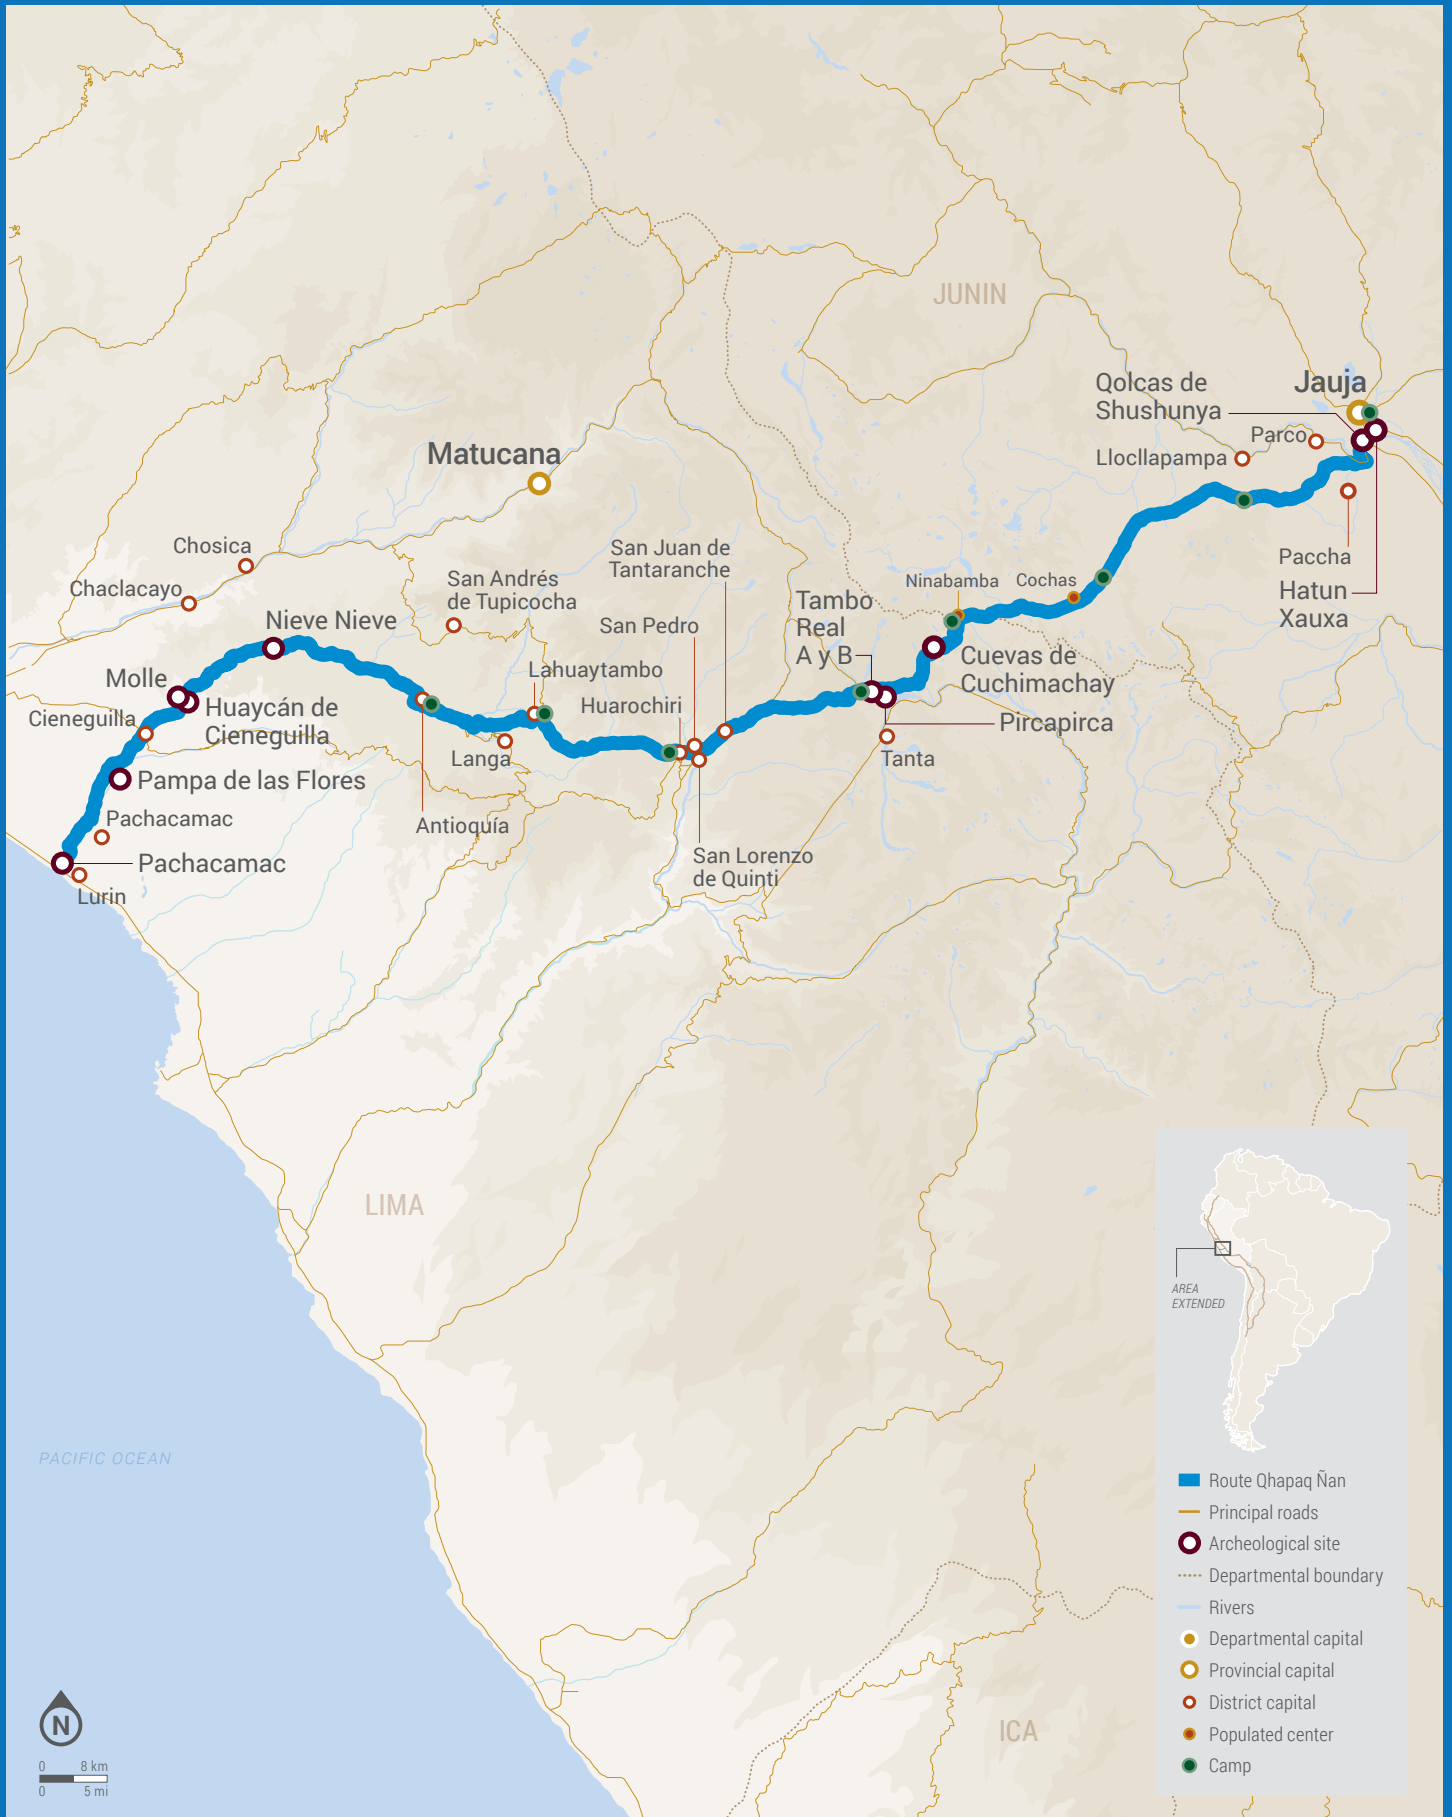 JUNIN
Qolcas de
Shushunya
Jauja
Parco
Llocllapampa
Matucana
Chosica
San Juan de
Tantaranche
Paccha
San Andrés
de Tupicocha
Ninabamba
Cochas
Chaclacayo
Hatun
Xauxa
Tambo
Real
A y B
Nieve Nieve
San Pedro
Cuevas de
Cuchimachay
Lahuaytambo
Molle
Huarochiri
Huaycán de
Cieneguilla
Cieneguilla
Pircapirca
Langa
Tanta
Pampa de las Flores
Pachacamac
Antioquía
San Lorenzo
de Quinti
Pachacamac
Lurin
LIMA
AREA
EXTENDED
PACIFIC OCEAN
Route Qhapaq Ñan
Principal roads
Archeological site
Departmental boundary
Rivers
Departmental capital
Provincial capital
District capital
Populated center
Camp
ICA
N
0 8 km
0 5 mi